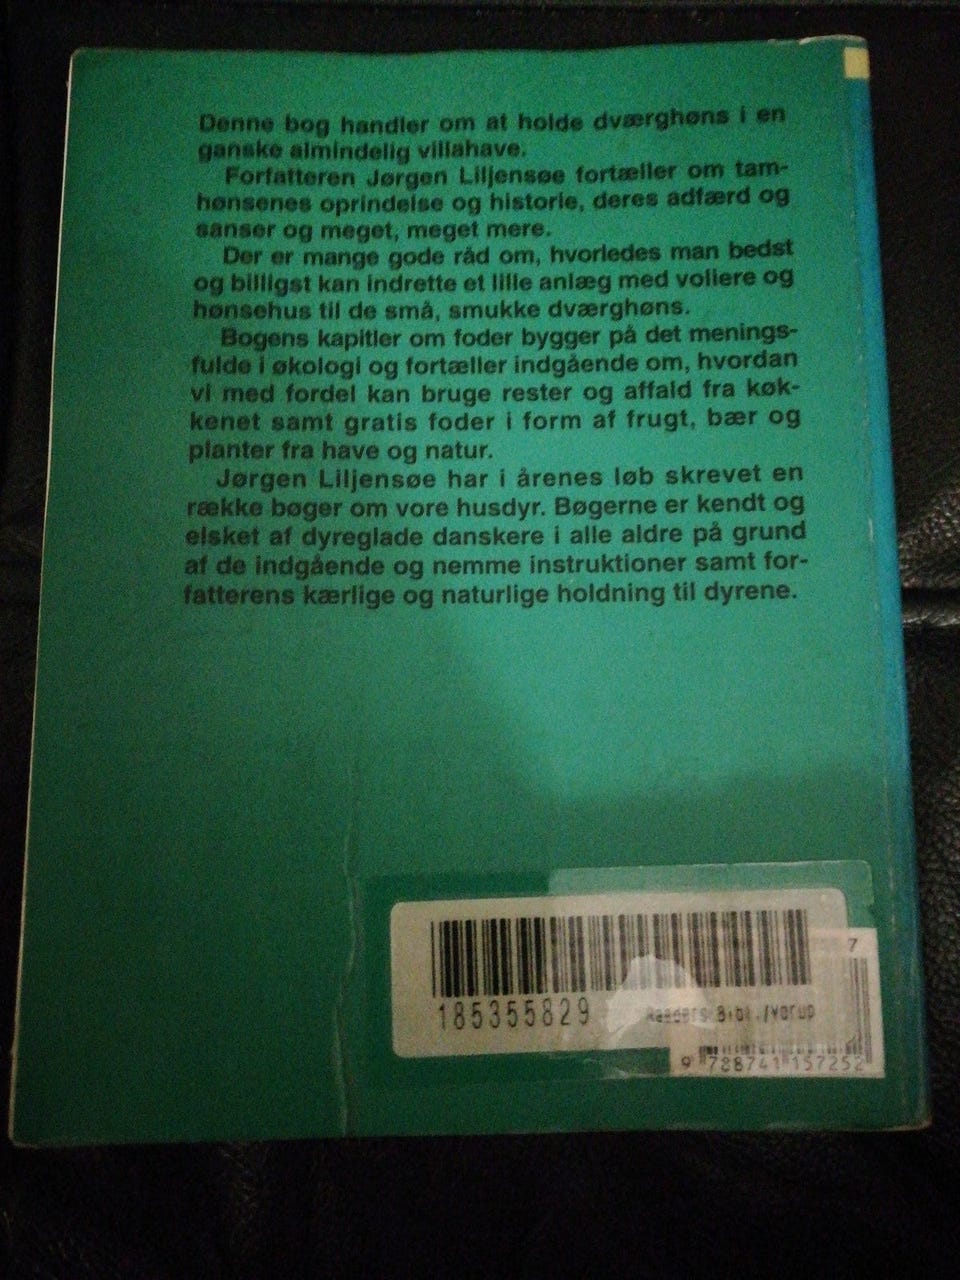 Denne bog handler om at holde dværghøns i en
ganske almindelig villahave.
Forfatteren Jørgen Liljensøe fortæller om tam-
hønsenes oprindelse og historie, deres adfærd og
sanser og meget, meget mere.
Der er mange gode råd om, hvorledes man bedst
og billigst kan indrette et lille anlæg med voliere og
hønsehus til de små, smukke dværghøns.
Bogens kapitler om foder bygger på det menings-
fulde i økologi og fortæller indgående om, hvordan
vi med fordel kan bruge rester og affald fra køk-
kenet samt gratis foder i form af frugt, bær og
planter fra have og natur.
Jørgen Liljensøe har i årenes løb skrevet en
række bøger om vore husdyr. Bøgerne er kendt og
elsket af dyreglade danskere i alle aldre på grund
af de indgående og nemme instruktioner samt for-
fatterens kærlige og naturlige holdning til dyrene.
7
185355829 Randers Bibl./Vorup
9 788741 157252